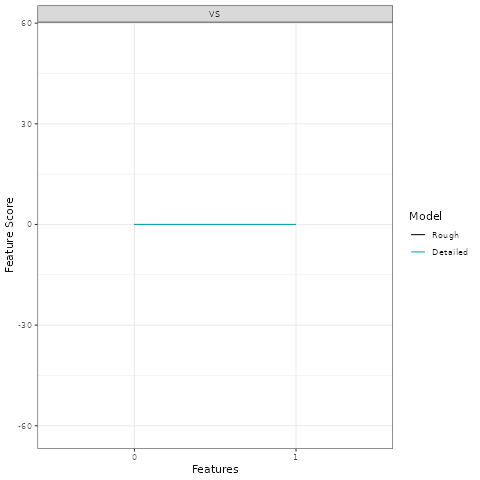 VS
60
30
0
-30
-60
Feature Score
0 1
Features
Model
Rough
Detailed